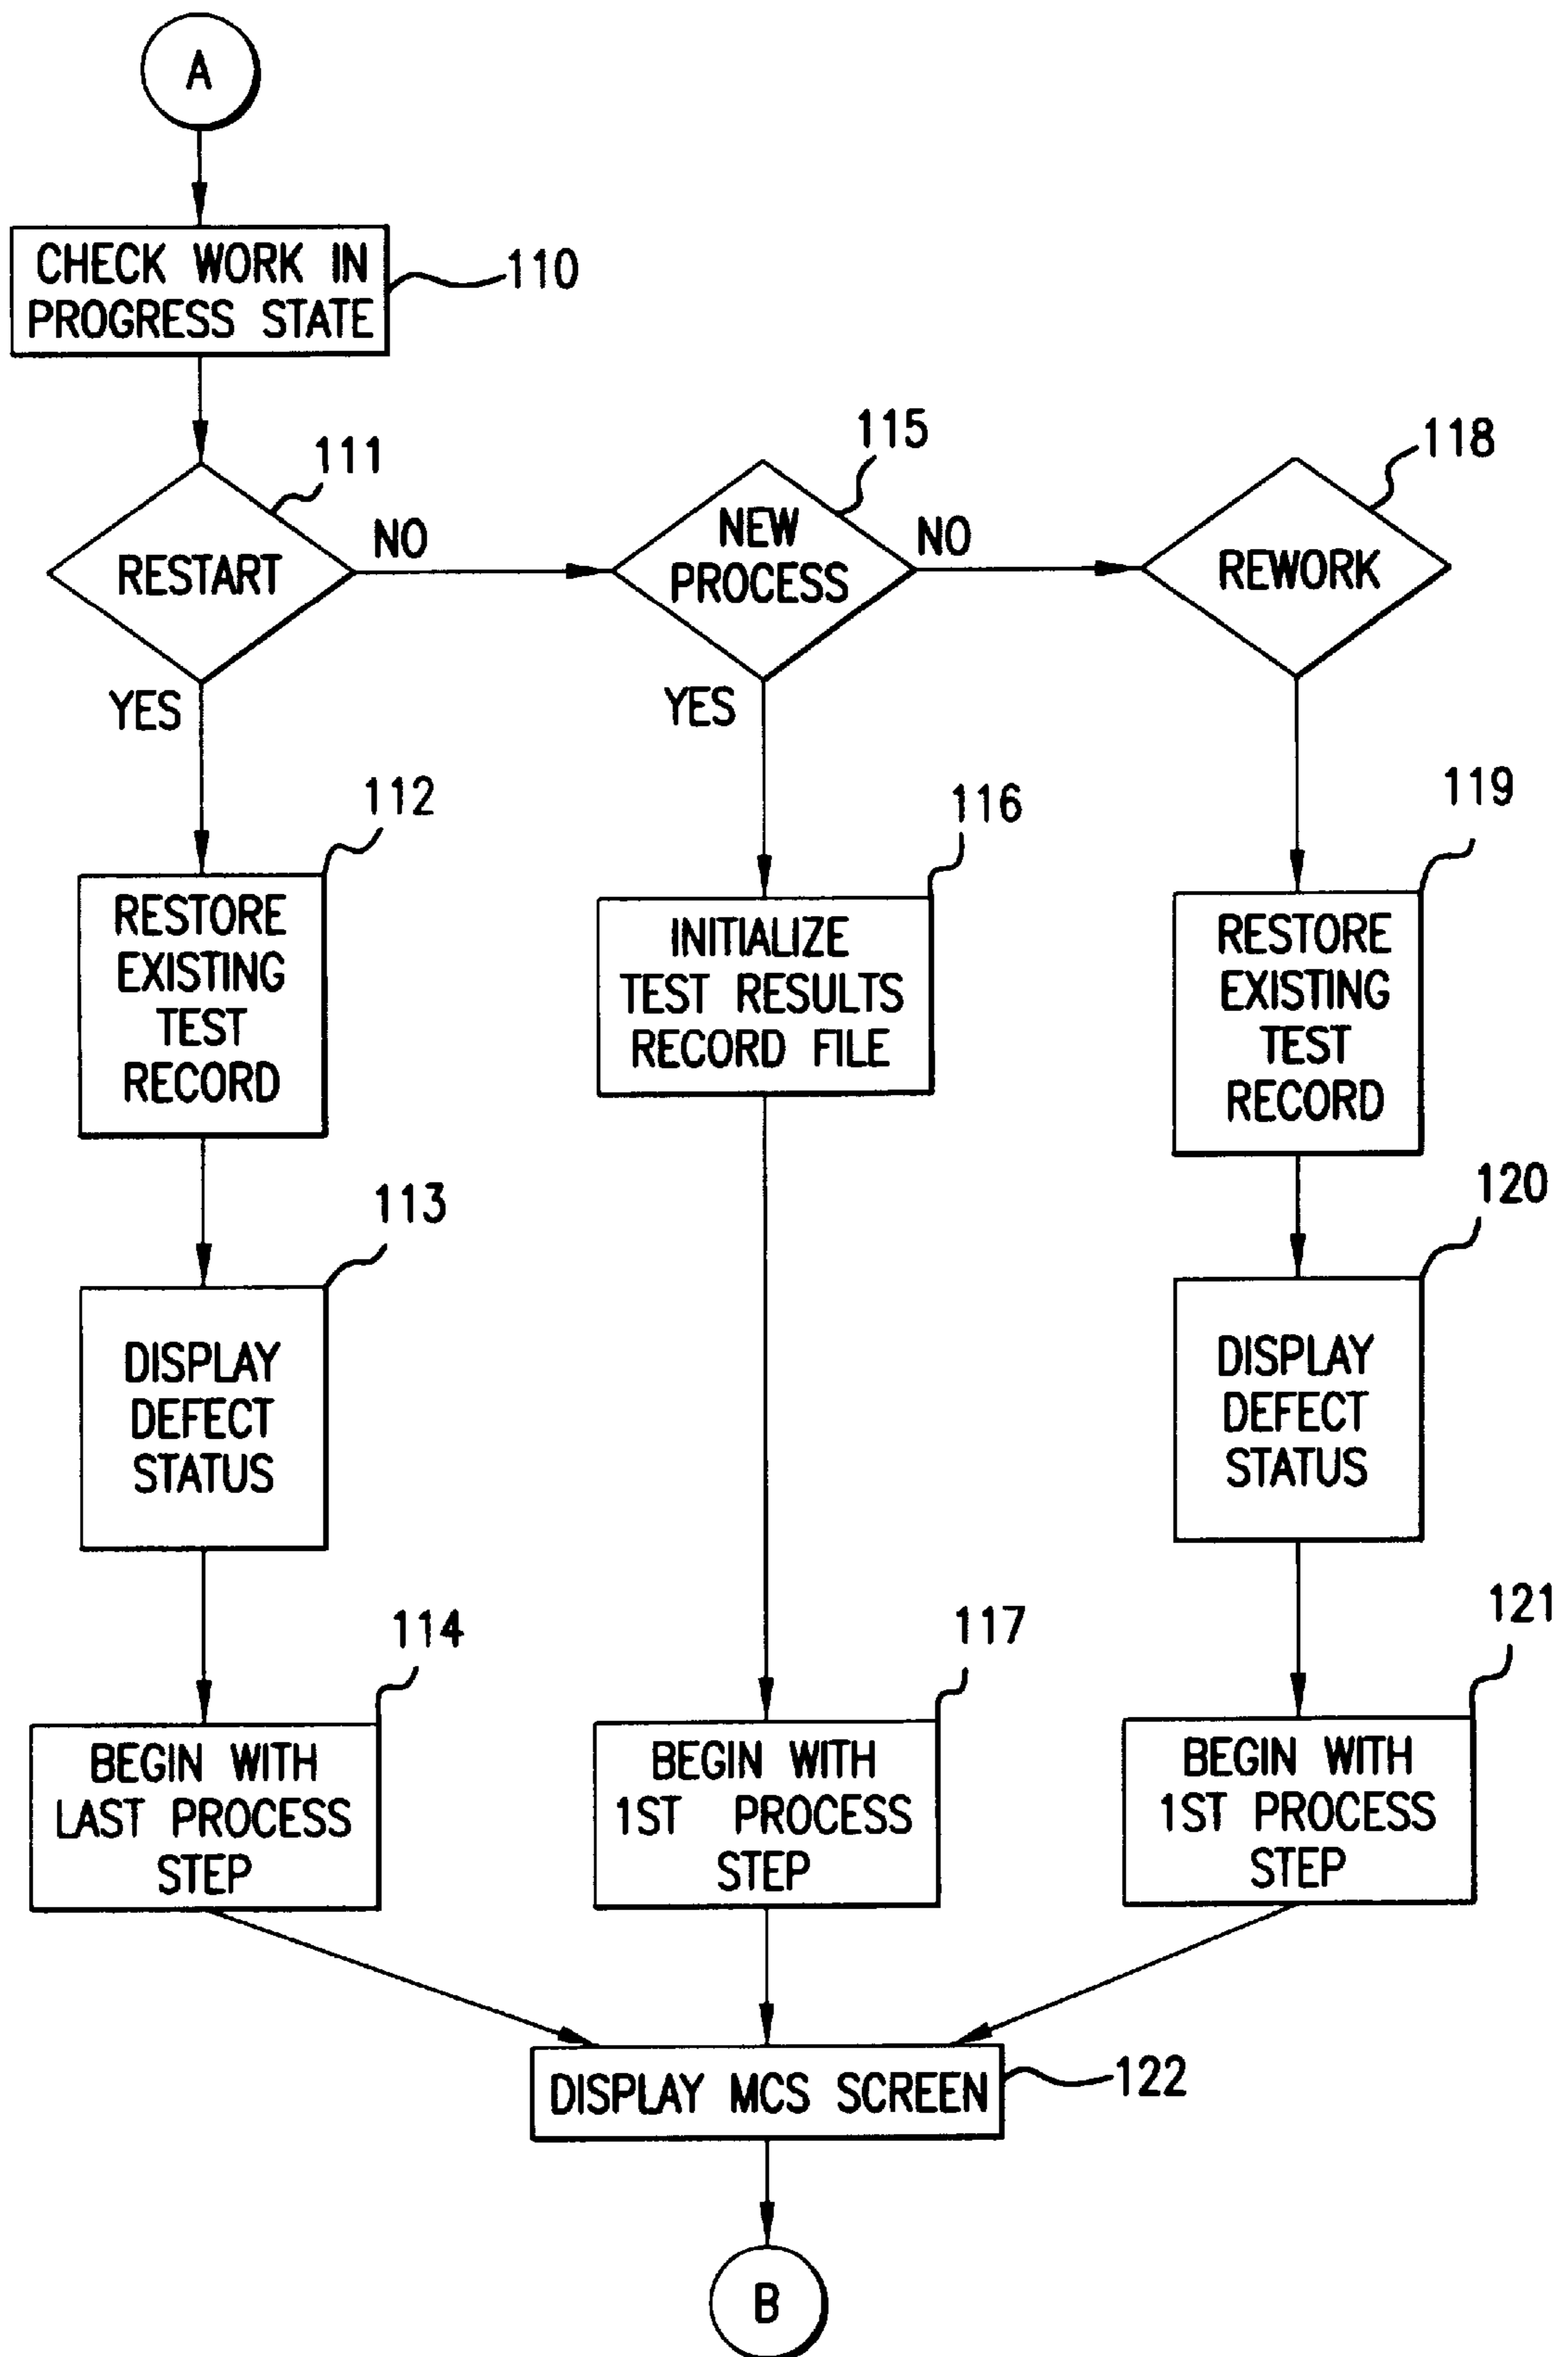 A
CHECK WORK IN
PROGRESS STATE
110
111
RESTART
NO
YES
115
NEW
PROCESS
NO
YES
118
REWORK
112
RESTORE
EXISTING
TEST
RECORD
116
INITIALIZE
TEST RESULTS
RECORD FILE
119
RESTORE
EXISTING
TEST
RECORD
113
DISPLAY
DEFECT
STATUS
120
DISPLAY
DEFECT
STATUS
114
BEGIN WITH
LAST PROCESS
STEP
117
BEGIN WITH
1ST PROCESS
STEP
121
BEGIN WITH
1ST PROCESS
STEP
DISPLAY MCS SCREEN
122
B